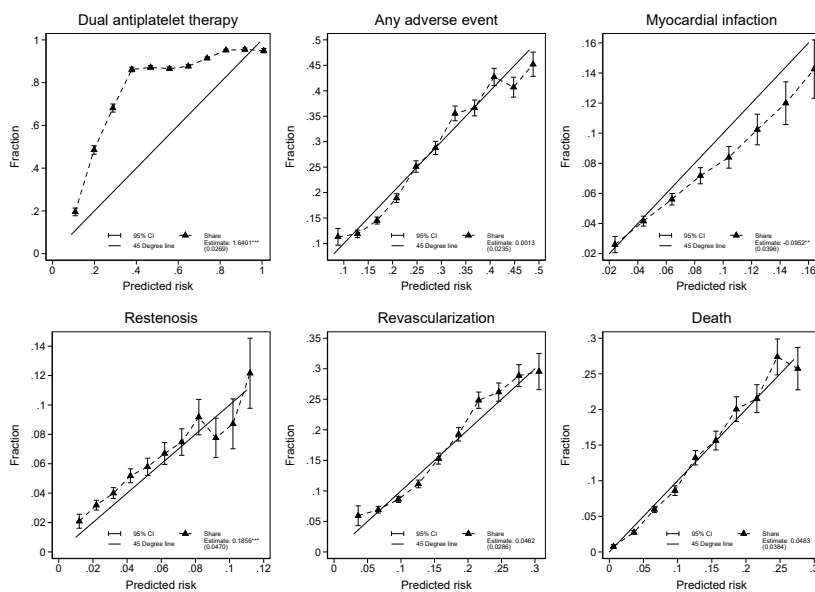 Dual antiplatelet therapy
Fraction
1
.8
.6
.4
.2
0
0 .2 .4 .6 .8 1
Predicted risk
95% CI
45 Degree line
Share
Estimate: 1.6401***
(0.0269)
Any adverse event
Fraction
.5
.45
.4
.35
.3
.25
.2
.15
.1
.1 .15 .2 .25 .3 .35 .4 .45 .5
Predicted risk
95% CI
45 Degree line
Share
Estimate: 0.0013
(0.0235)
Myocardial infaction
Fraction
.16
.14
.12
.1
.08
.06
.04
.02
.02 .04 .06 .08 .1 .12 .14 .16
Predicted risk
95% CI
45 Degree line
Share
Estimate: -0.0952**
(0.0396)
Restenosis
Fraction
.14
.12
.1
.08
.06
.04
.02
0
0 .02 .04 .06 .08 .1 .12
Predicted risk
95% CI
45 Degree line
Share
Estimate: 0.1856***
(0.0470)
Revascularization
Fraction
.35
.3
.25
.2
.15
.1
.05
0
0 .05 .1 .15 .2 .25 .3
Predicted risk
95% CI
45 Degree line
Share
Estimate: 0.0462
(0.0286)
Death
Fraction
.3
.25
.2
.15
.1
.05
0
0 .05 .1 .15 .2 .25 .3
Predicted risk
95% CI
45 Degree line
Share
Estimate: 0.0483
(0.0384)